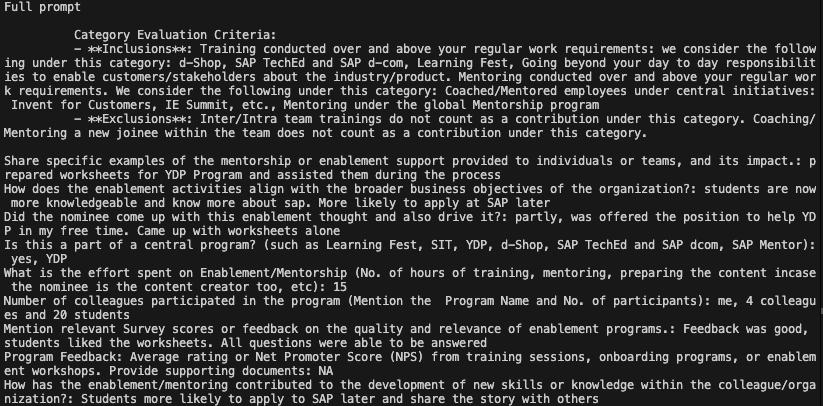 Full prompt
Category Evaluation Criteria:
- **Inclusions**: Training conducted over and above your regular work requirements: we consider the follow
ing under this category: d-Shop, SAP TechEd and SAP d-com, Learning Fest, Going beyond your day to day responsibilit
ies to enable customers/stakeholders about the industry/product. Mentoring conducted over and above your regular wor
k requirements. We consider the following under this category: Coached/Mentored employees under central initiatives:
Invent for Customers, IE Summit, etc., Mentoring under the global Mentorship program
- **Exclusions**: Inter/Intra team trainings do not count as a contribution under this category. Coaching/
Mentoring a new joinee within the team does not count as a contribution under this category.
Share specific examples of the mentorship or enablement support provided to individuals or teams, and its impact.: p
repared worksheets for YDP Program and assisted them during the process
How does the enablement activities align with the broader business objectives of the organization?: students are now
more knowledgeable and know more about sap. More likely to apply at SAP later
Did the nominee come up with this enablement thought and also drive it?: partly, was offered the position to help YD
P in my free time. Came up with worksheets alone
Is this a part of a central program? (such as Learning Fest, SIT, YDP, d-Shop, SAP TechEd and SAP dcom, SAP Mentor):
yes, YDP
What is the effort spent on Enablement/Mentorship (No. of hours of training, mentoring, preparing the content incase
the nominee is the content creator too, etc): 15
Number of colleagues participated in the program (Mention the  Program Name and No. of participants): me, 4 colleagu
es and 20 students
Mention relevant Survey scores or feedback on the quality and relevance of enablement programs.: Feedback was good,
students liked the worksheets. All questions were able to be answered
Program Feedback: Average rating or Net Promoter Score (NPS) from training sessions, onboarding programs, or enablem
ent workshops. Provide supporting documents: NA
How has the enablement/mentoring contributed to the development of new skills or knowledge within the colleague/orga
nization?: Students more likely to apply to SAP later and share the story with others